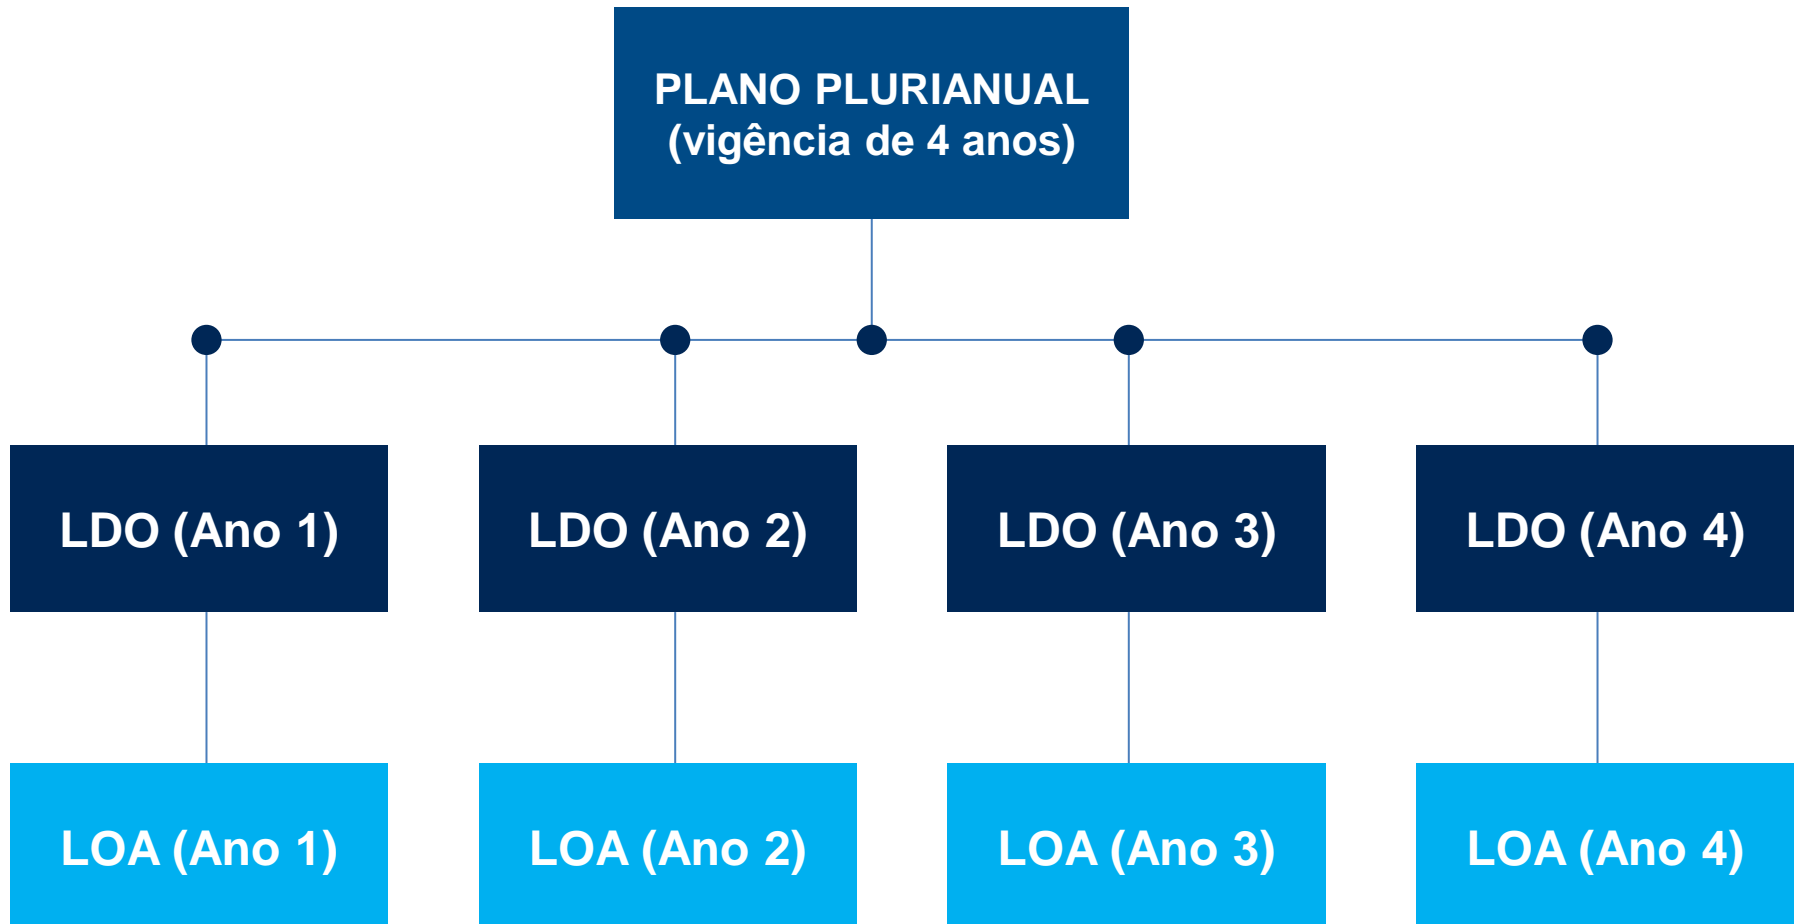 PLANO PLURIANUAL
(vigência de 4 anos)
LDO (Ano 1)
LDO (Ano 2)
LDO (Ano 3)
LDO (Ano 4)
LOA (Ano 1)
LOA (Ano 2)
LOA (Ano 3)
LOA (Ano 4)